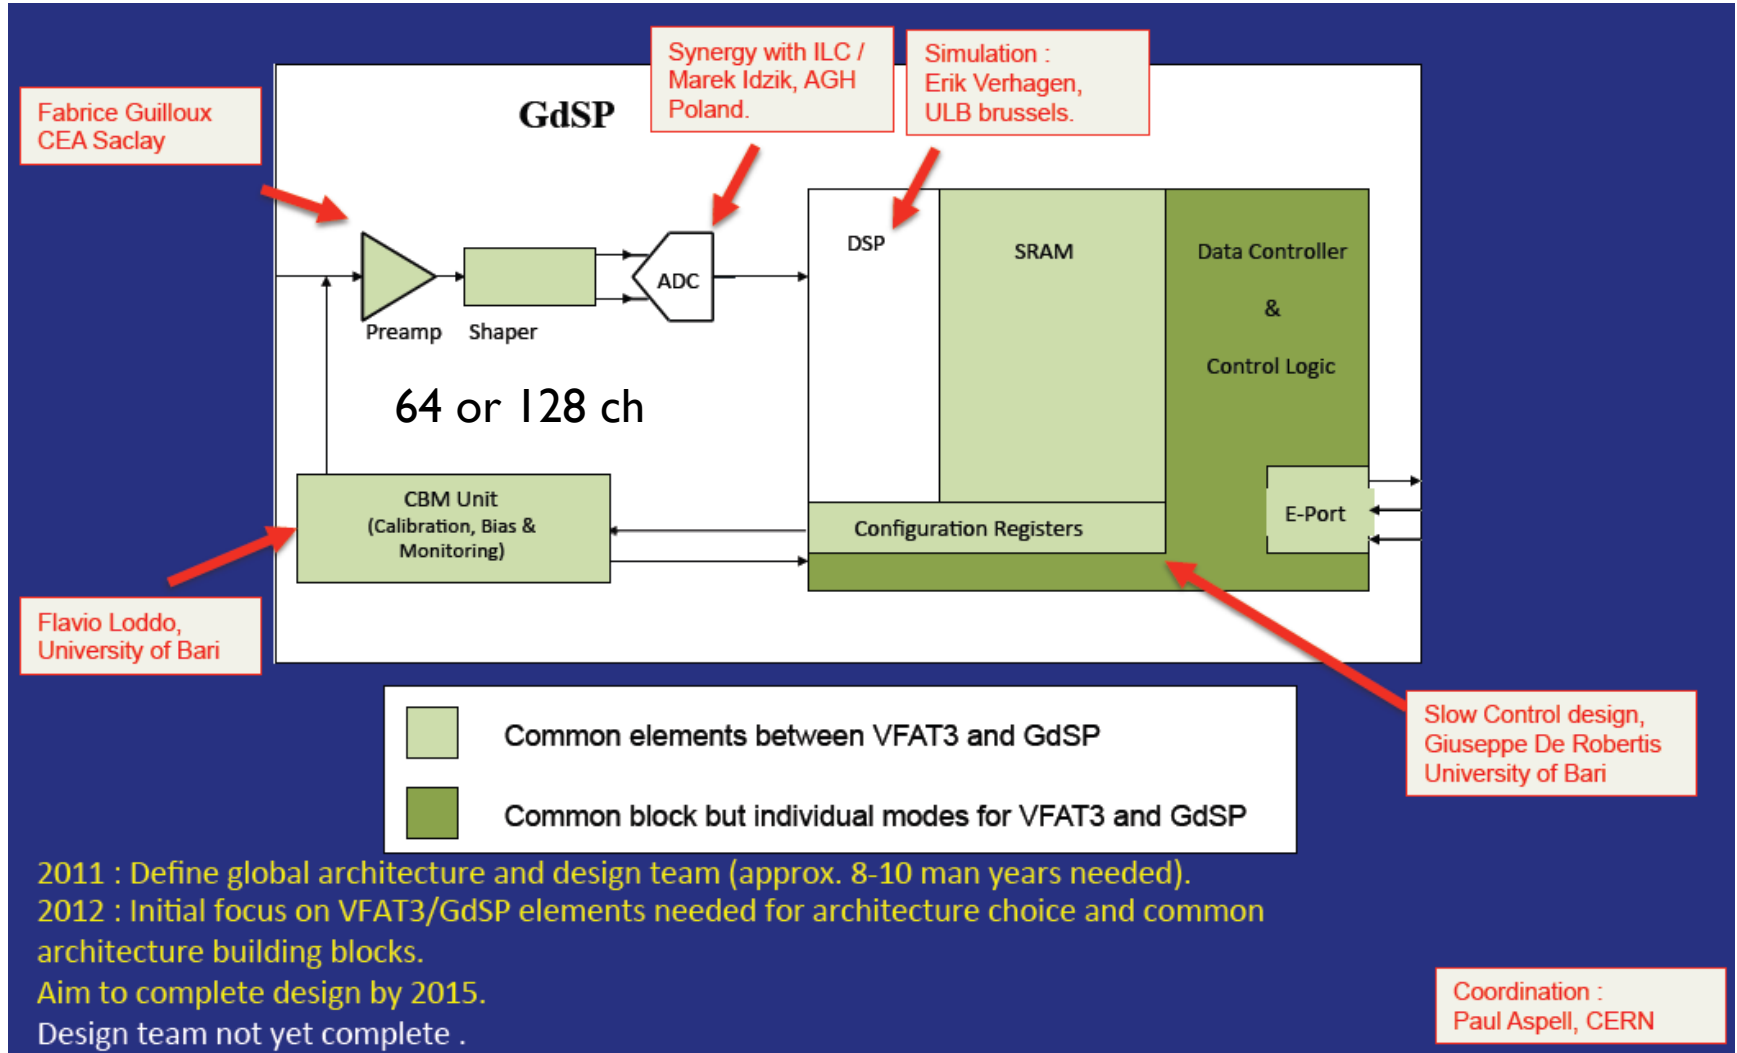 Synergy with ILC /
Marek Idzik, AGH
Poland.
Simulation :
Erik Verhagen,
ULB brussels.
Fabrice Guilloux
CEA Saclay
GdSP
DSP
SRAM
Data Controller
&
Control Logic
ADC
Preamp
Shaper
64 or 128 ch
CBM Unit
(Calibration, Bias &
Monitoring)
Configuration Registers
E-Port
Flavio Loddo,
University of Bari
Slow Control design,
Giuseppe De Robertis
University of Bari
Common elements between VFAT3 and GdSP
Common block but individual modes for VFAT3 and GdSP
2011 : Define global architecture and design team (approx. 8-10 man years needed).
2012 : Initial focus on VFAT3/GdSP elements needed for architecture choice and common
architecture building blocks.
Aim to complete design by 2015.
Design team not yet complete .
Coordination :
Paul Aspell, CERN